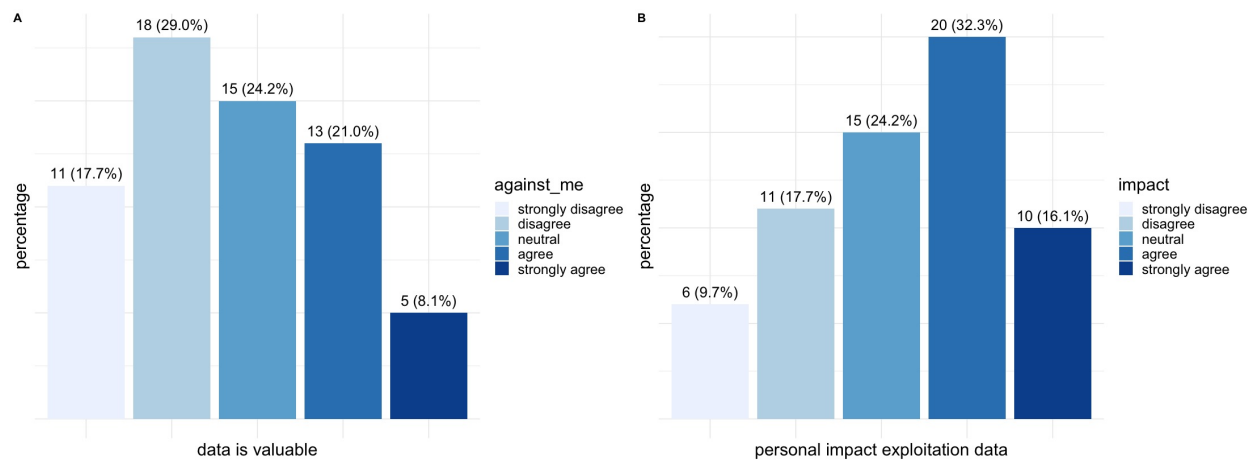 A
18 (29.0%)
15 (24.2%)
13 (21.0%)
11 (17.7%)
5 (8.1%)
percentage
data is valuable
against_me
strongly disagree
disagree
neutral
agree
strongly agree
B
20 (32.3%)
15 (24.2%)
11 (17.7%)
10 (16.1%)
6 (9.7%)
percentage
personal impact exploitation data
impact
strongly disagree
disagree
neutral
agree
strongly agree